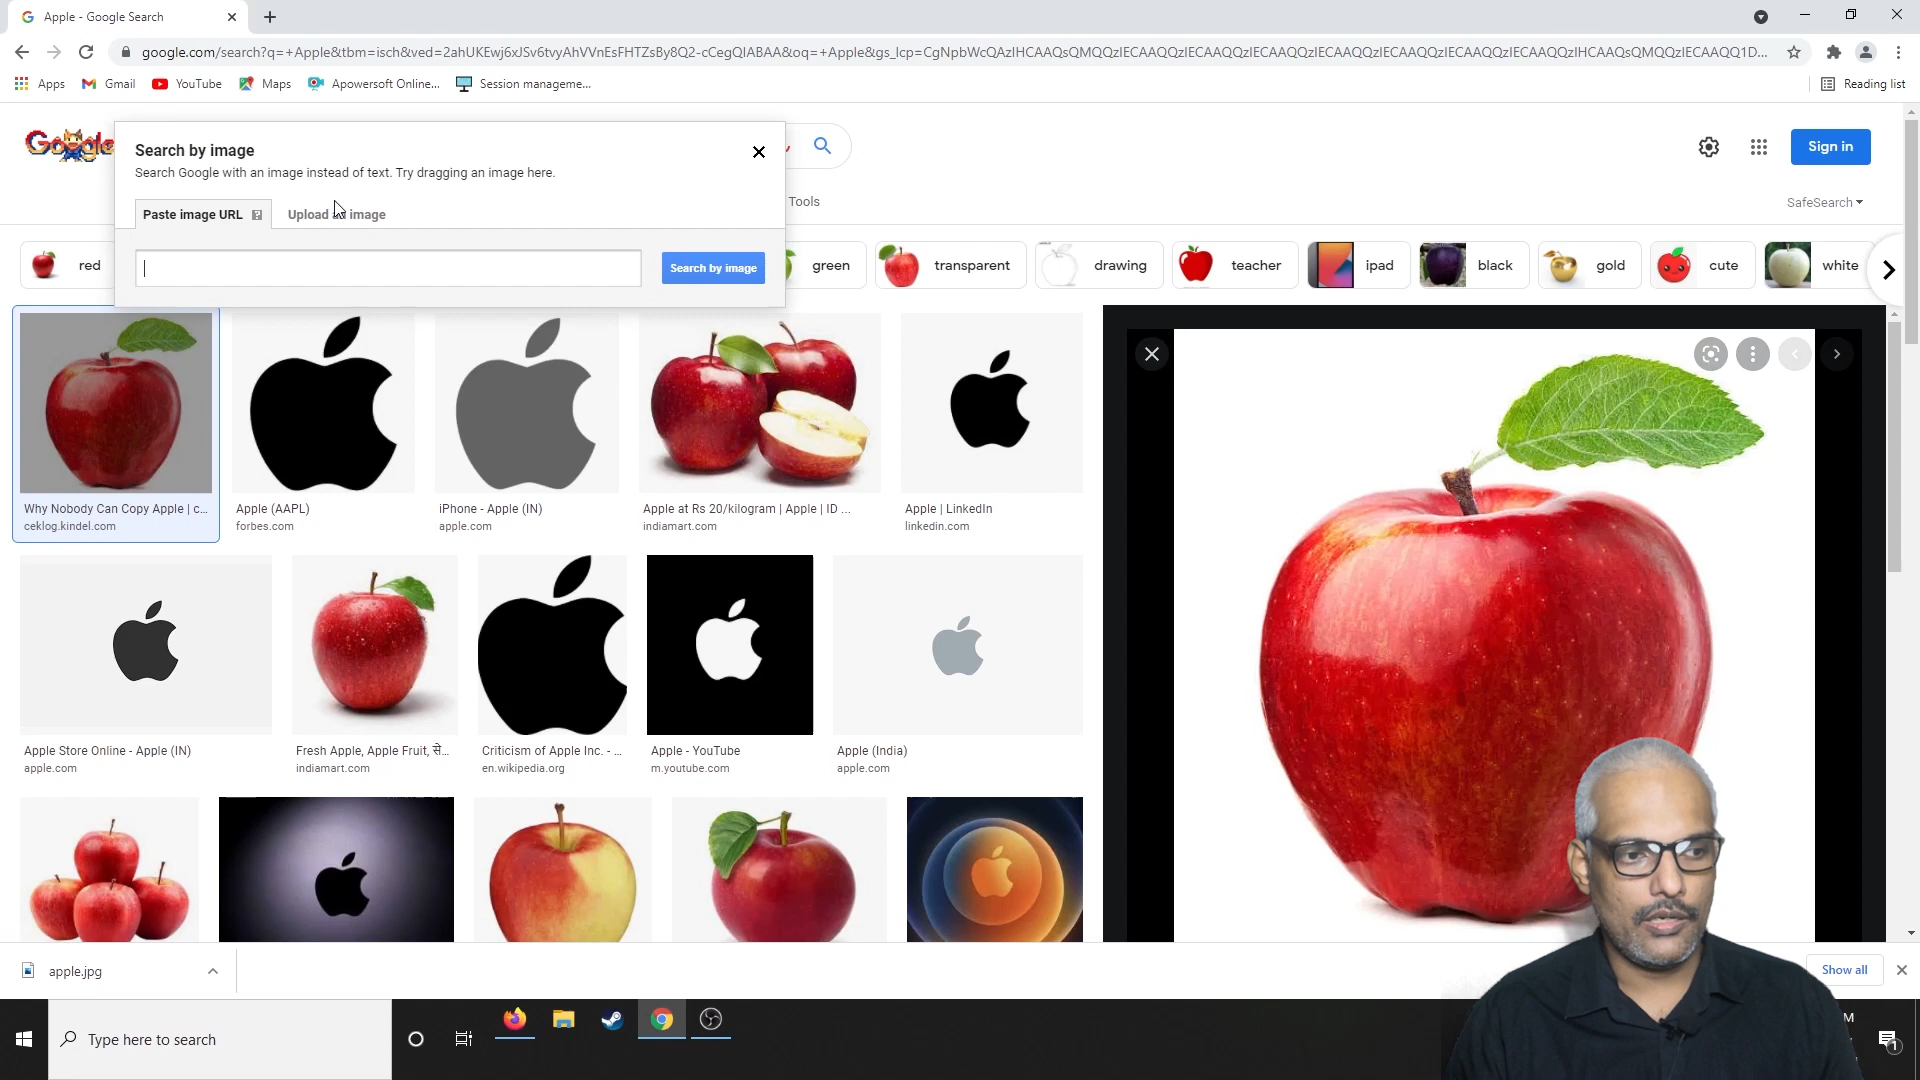 Apple - Google Search
google.com/search?q=+Apple&tbm=isch&ved=2ahUKEwj6xJSv6tvyAhVVnEsFHTZsBy8Q2-cCegQIABAA&oq=+Apple&gs_lcp=CgNpbWcQAzIHCAAQsQMQQzIECAAQQzIECAAQQzIECAAQQzIECAAQQzIECAAQQzIECAAQQzIECAAQQzIHCAAQsQMQQzIECAAQQ1D...
Apps
Gmail
YouTube
Maps
Apowersoft Online...
Session manageme...
Reading list
Google
Search by image
Search Google with an image instead of text. Try dragging an image here.
Sign in
Tools
SafeSearch
Paste image URL ?
Upload image
Search by image
red
green
transparent
drawing
teacher
ipad
black
gold
cute
white
Why Nobody Can Copy Apple | c...
ceklog.kindel.com
Apple (AAPL)
forbes.com
iPhone - Apple (IN)
apple.com
Apple at Rs 20/kilogram | Apple | ID ...
indiamart.com
Apple | LinkedIn
linkedin.com
Apple Store Online - Apple (IN)
apple.com
Fresh Apple, Apple Fruit, से...
indiamart.com
Criticism of Apple Inc. - ...
en.wikipedia.org
Apple - YouTube
m.youtube.com
Apple (India)
apple.com
apple.jpg
Show all
Type here to search
M
1